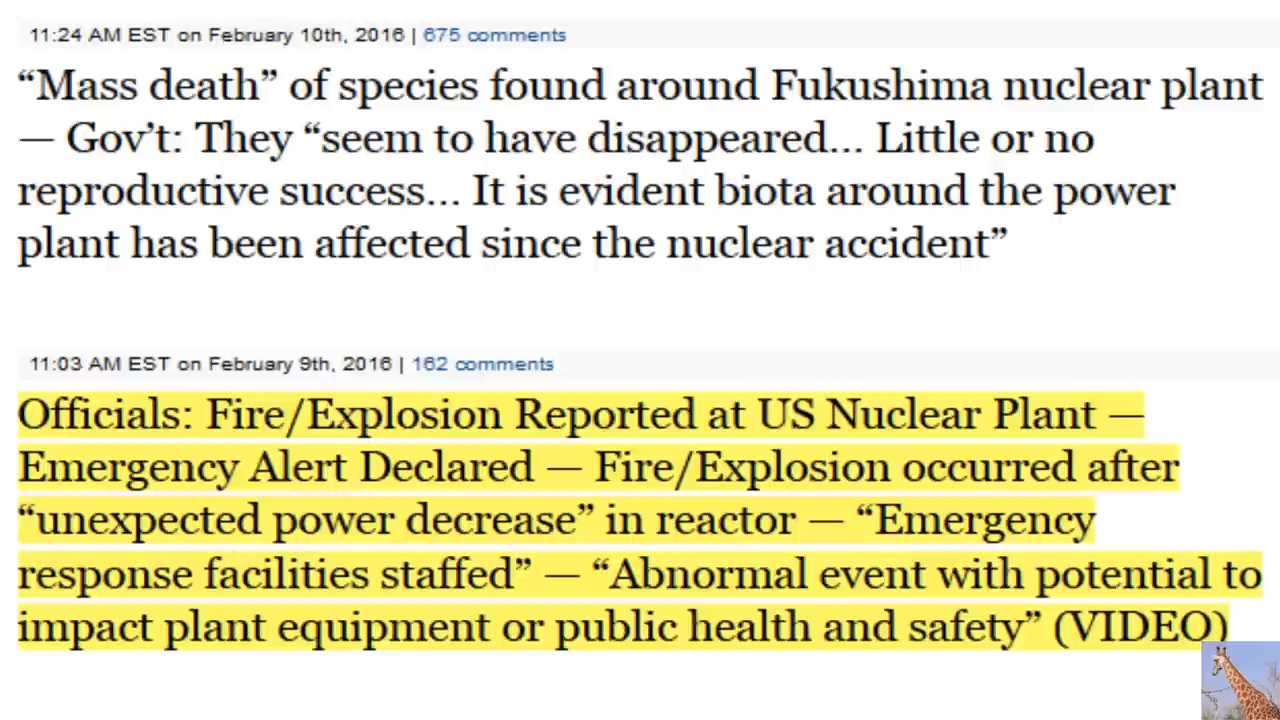 11:24 AM EST on February 10th, 2016 | 675 comments
“Mass death” of species found around Fukushima nuclear plant
— Gov’t: They “seem to have disappeared... Little or no
reproductive success... It is evident biota around the power
plant has been affected since the nuclear accident”
11:03 AM EST on February 9th, 2016 | 162 comments
Officials: Fire/Explosion Reported at US Nuclear Plant —
Emergency Alert Declared — Fire/Explosion occurred after
“unexpected power decrease” in reactor — “Emergency
response facilities staffed” — “Abnormal event with potential to
impact plant equipment or public health and safety” (VIDEO)